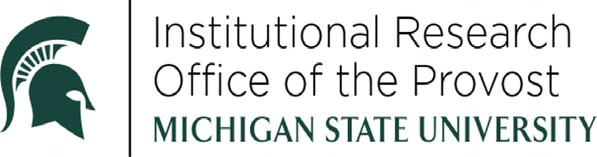 Institutional Research
Office of the Provost
MICHIGAN STATE UNIVERSITY